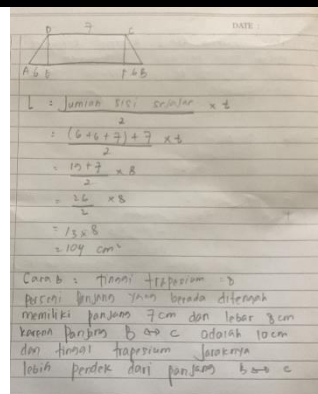 DATE :
7
D C
A 6 O P 6 B
L : Jumlah sisi sejajar x t
2
= (6+6+7)+7 x t
2
= 19+7 x 8
2
= 26 x 8
2
= 13 x 8
= 104 cm²
Cara B : tinggi trapesium = 8
Persegi panjang yang berada ditengah
memiliki panjang 7 cm dan lebar 8 cm
karena panjang B ↔ C adalah 10 cm
dan tinggi trapesium jaraknya
lebih pendek dari panjang B ↔ C